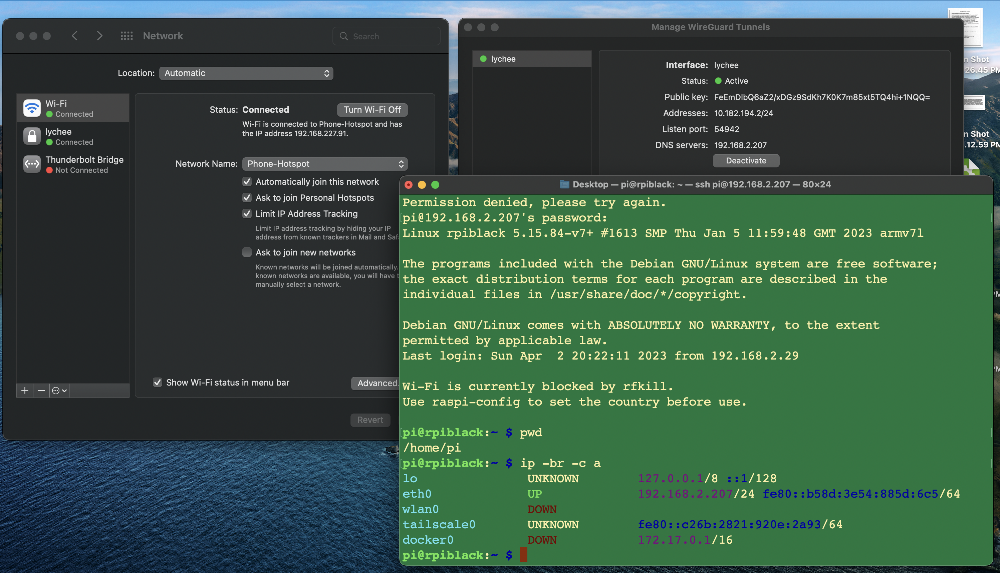 Network
Search
Location: Automatic
Wi-Fi
Connected
lychee
Connected
Thunderbolt Bridge
Not Connected
Status: Connected
Turn Wi-Fi Off
Wi-Fi is connected to Phone-Hotspot and has
the IP address 192.168.227.91.
Network Name: Phone-Hotspot
Automatically join this network
Ask to join Personal Hotspots
Limit IP Address Tracking
Limit IP address tracking by hiding your IP
address from known trackers in Mail and
Ask to join new networks
Known networks will be joined automatically.
known networks are available, you will have
manually select a network.
Show Wi-Fi status in menu bar
Advanced
Revert
Manage WireGuard Tunnels
lychee
Interface: lychee
Status: Active
Public key: FeEmDlbQ6aZ2/xDGz9SdKh7K0K7m85xt5TQ4hi+1NQQ=
Addresses: 10.182.194.2/24
Listen port: 54942
DNS servers: 192.168.2.207
Deactivate
Desktop — pi@rpiblack: ~ — ssh pi@192.168.2.207 — 80×24
Permission denied, please try again.
pi@192.168.2.207's password:
Linux rpiblack 5.15.84-v7+ #1613 SMP Thu Jan 5 11:59:48 GMT 2023 armv7l
The programs included with the Debian GNU/Linux system are free software;
the exact distribution terms for each program are described in the
individual files in /usr/share/doc/*/copyright.
Debian GNU/Linux comes with ABSOLUTELY NO WARRANTY, to the extent
permitted by applicable law.
Last login: Sun Apr  2 20:22:11 2023 from 192.168.2.29
Wi-Fi is currently blocked by rfkill.
Use raspi-config to set the country before use.
pi@rpiblack:~ $ pwd
/home/pi
pi@rpiblack:~ $ ip -br -c a
lo UNKNOWN 127.0.0.1/8 ::1/128
eth0 UP 192.168.2.207/24 fe80::b58d:3e54:885d:6c5/64
wlan0 DOWN
tailscale0 UNKNOWN fe80::c26b:2821:920e:2a93/64
docker0 DOWN 172.17.0.1/16
pi@rpiblack:~ $
n Shot
26.45 PM
n Shot
.12.59 PM